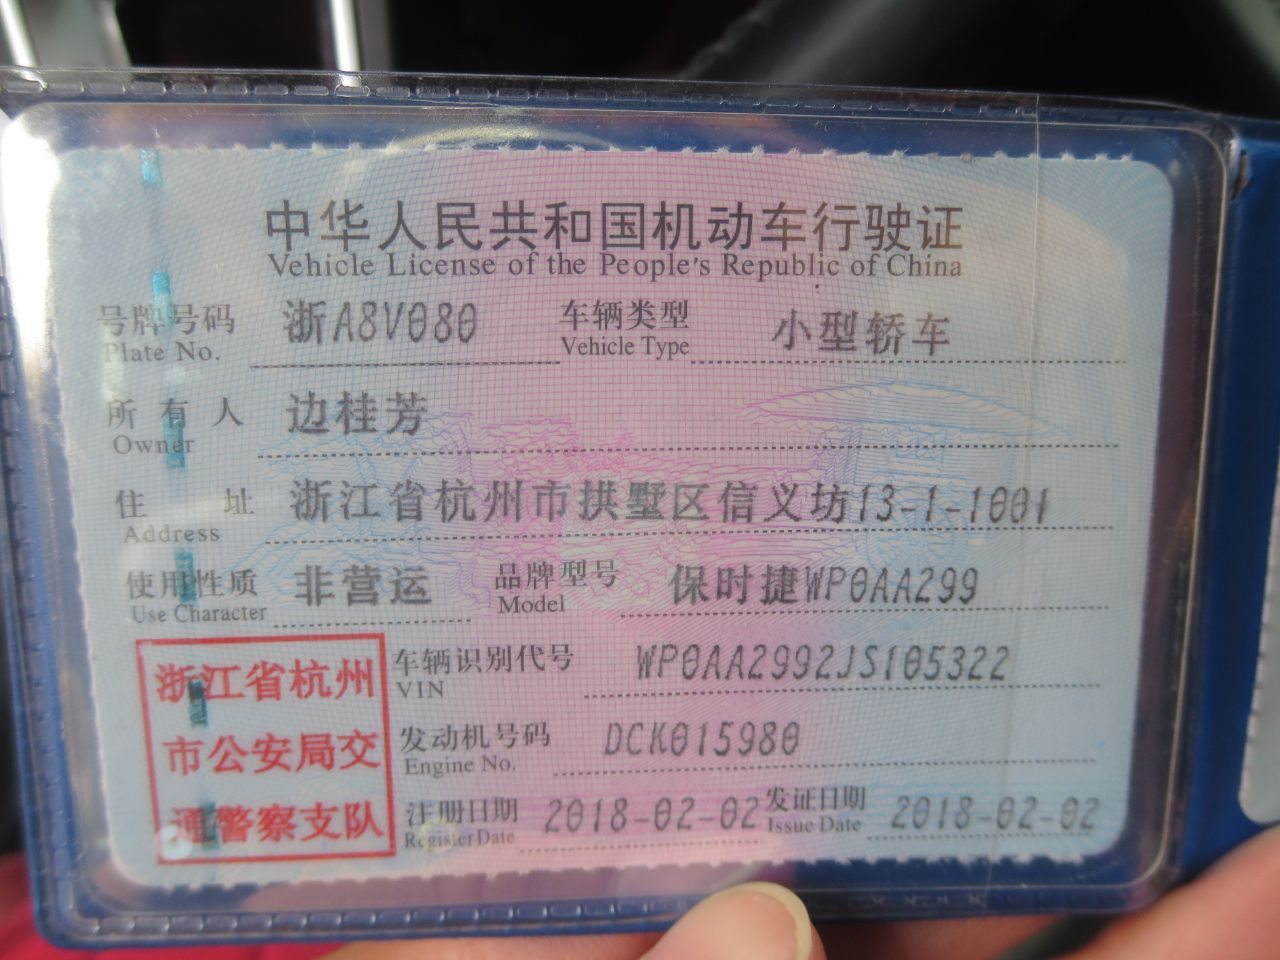 中华人民共和国机动车行驶证
Vehicle License of the People's Republic of China
号牌号码 浙A8V080 车辆类型 小型轿车
Plate No. Vehicle Type
所有人 边桂芳
Owner
住址 浙江省杭州市拱墅区信义坊13-1-1001
Address
使用性质 非营运 品牌型号 保时捷WP0AA299
Use Character Model
浙江省杭州 车辆识别代号 WP0AA2992JS105322
VIN
市公安局交 发动机号码 DCK015980
Engine No.
通警察支队 注册日期 2018-02-02 发证日期 2018-02-02
Register Date Issue Date